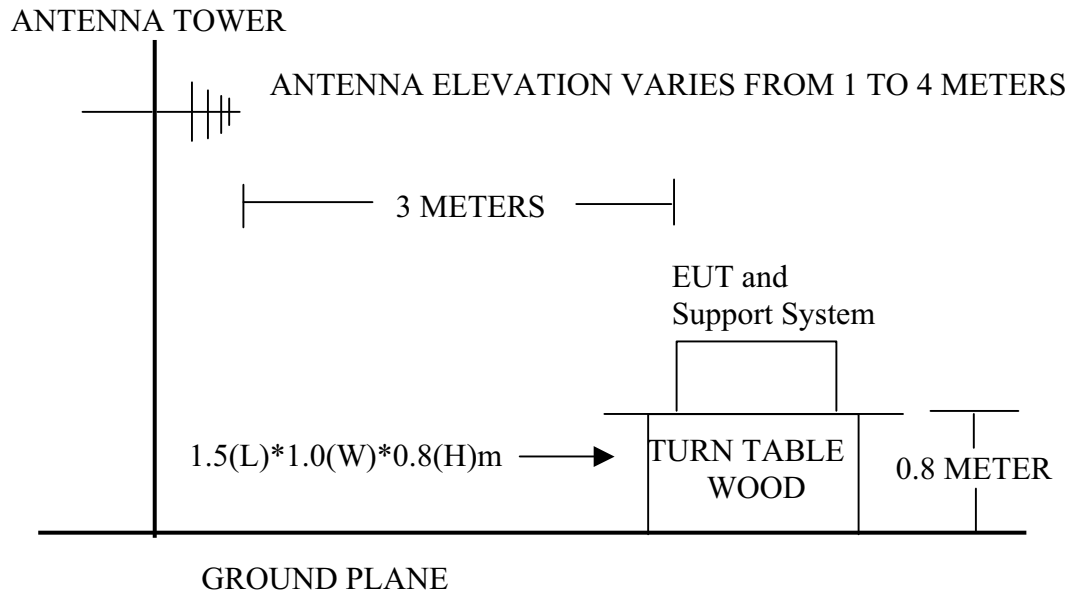 ANTENNA TOWER
ANTENNA ELEVATION VARIES FROM 1 TO 4 METERS
3 METERS
EUT and
Support System
1.5(L)*1.0(W)*0.8(H)m
TURN TABLE
WOOD
0.8 METER
GROUND PLANE